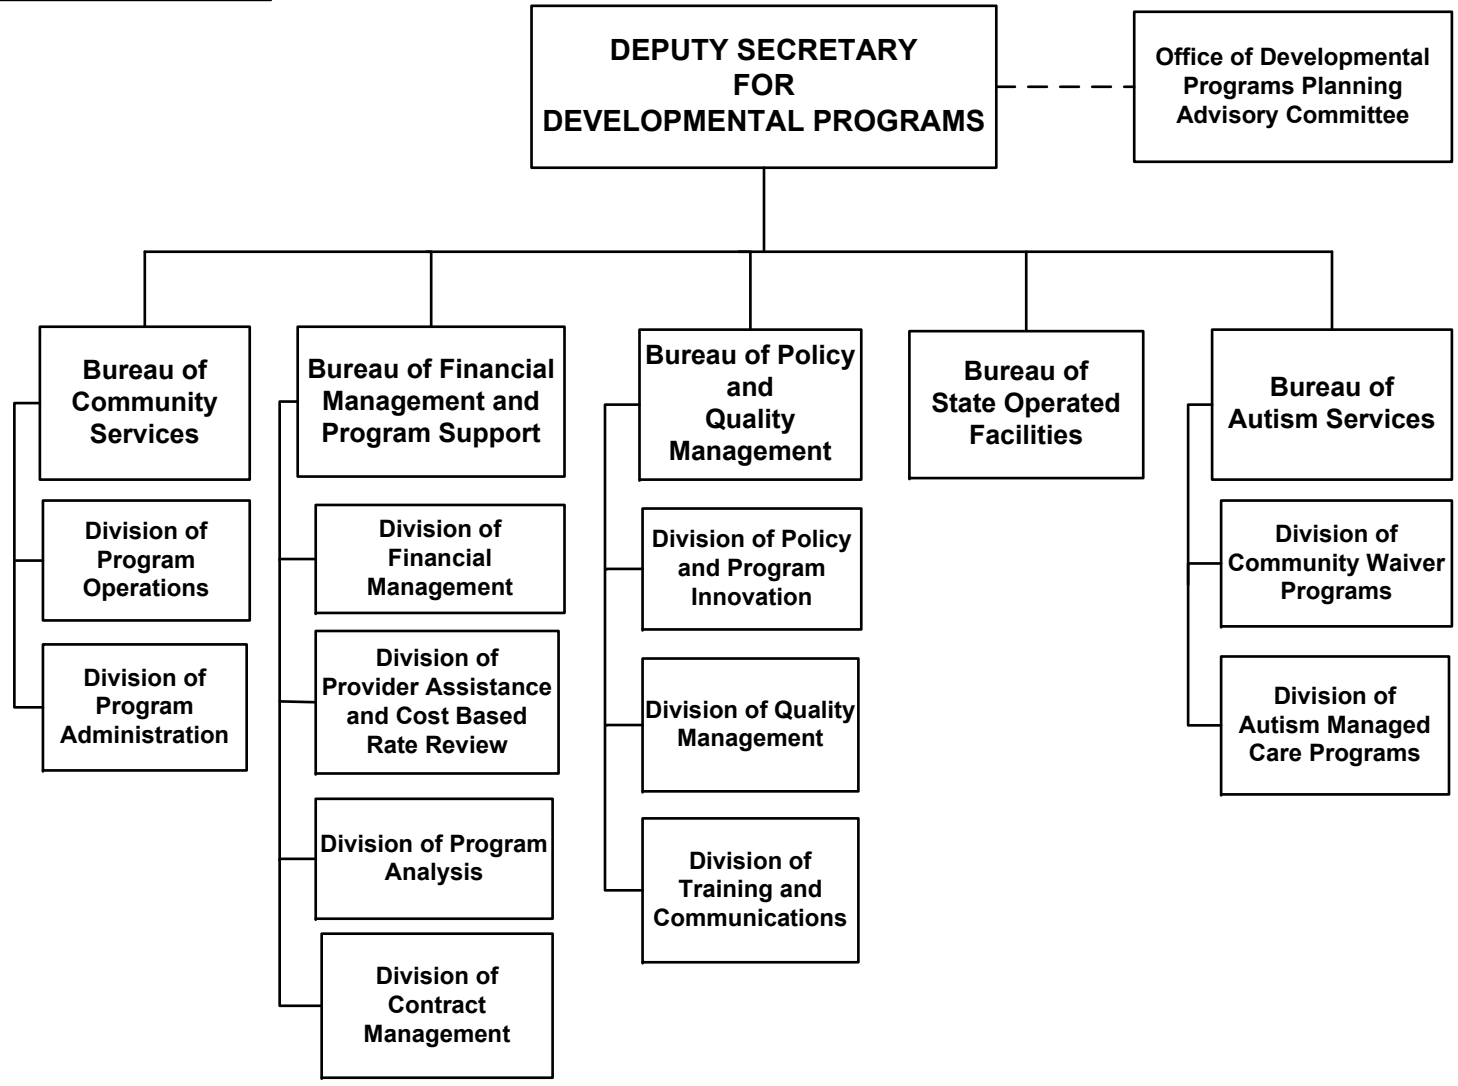 DEPUTY SECRETARY
FOR
DEVELOPMENTAL PROGRAMS
Office of Developmental
Programs Planning
Advisory Committee
Bureau of
Community
Services
Bureau of Financial
Management and
Program Support
Bureau of Policy
and
Quality
Management
Bureau of
State Operated
Facilities
Bureau of
Autism Services
Division of
Program
Operations
Division of
Program
Administration
Division of
Financial
Management
Division of
Provider Assistance
and Cost Based
Rate Review
Division of Program
Analysis
Division of
Contract
Management
Division of Policy
and Program
Innovation
Division of Quality
Management
Division of
Training and
Communications
Division of
Community Waiver
Programs
Division of
Autism Managed
Care Programs